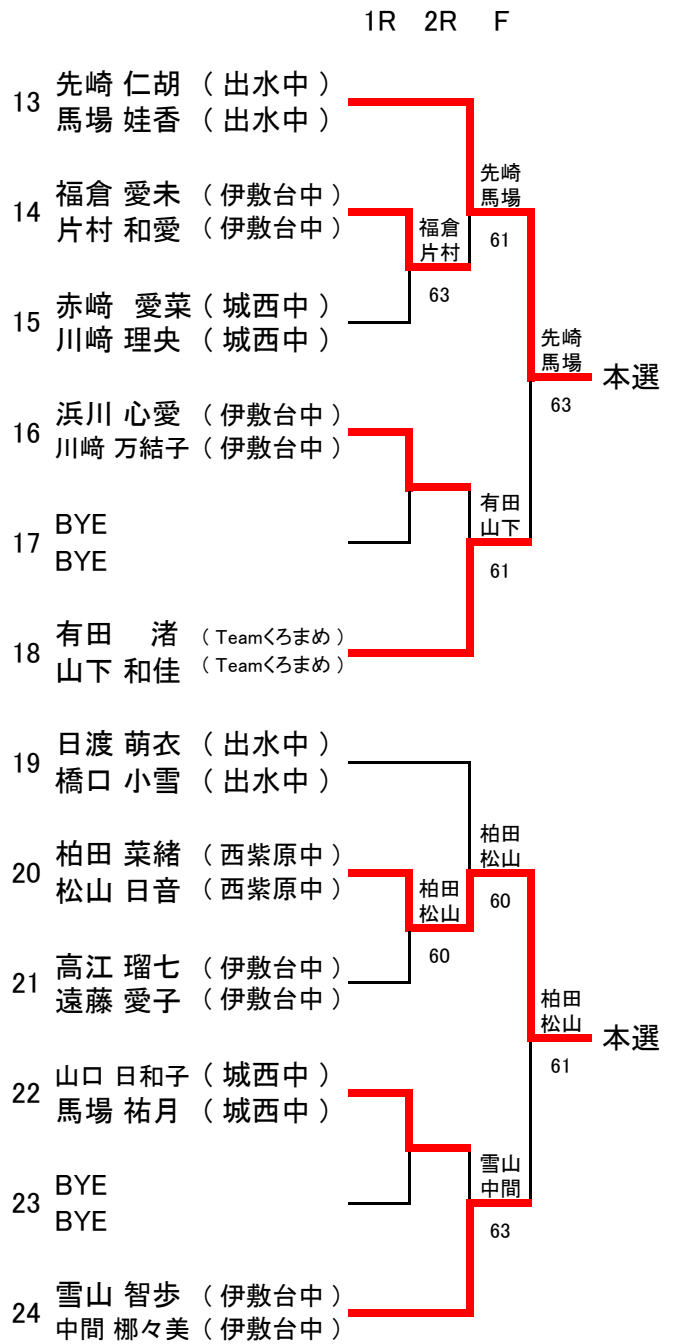 1R 2R F
13 先崎 仁胡 （ 出水中 ）
馬場 娃香 （ 出水中 ）
先崎
馬場
61
14 福倉 愛未 （ 伊敷台中 ）
片村 和愛 （ 伊敷台中 ）
福倉
片村
63
15 赤﨑 愛菜 （ 城西中 ）
川﨑 理央 （ 城西中 ）
先崎
馬場
63
本選
16 浜川 心愛 （ 伊敷台中 ）
川﨑 万結子 （ 伊敷台中 ）
17 BYE
BYE
有田
山下
61
18 有田 渚 （ Teamくろまめ ）
山下 和佳 （ Teamくろまめ ）
19 日渡 萌衣 （ 出水中 ）
橋口 小雪 （ 出水中 ）
柏田
松山
60
20 柏田 菜緒 （ 西紫原中 ）
松山 日音 （ 西紫原中 ）
柏田
松山
60
21 高江 瑠七 （ 伊敷台中 ）
遠藤 愛子 （ 伊敷台中 ）
柏田
松山
61
本選
22 山口 日和子 （ 城西中 ）
馬場 祐月 （ 城西中 ）
23 BYE
BYE
雪山
中間
63
24 雪山 智歩 （ 伊敷台中 ）
中間 梛々美 （ 伊敷台中 ）